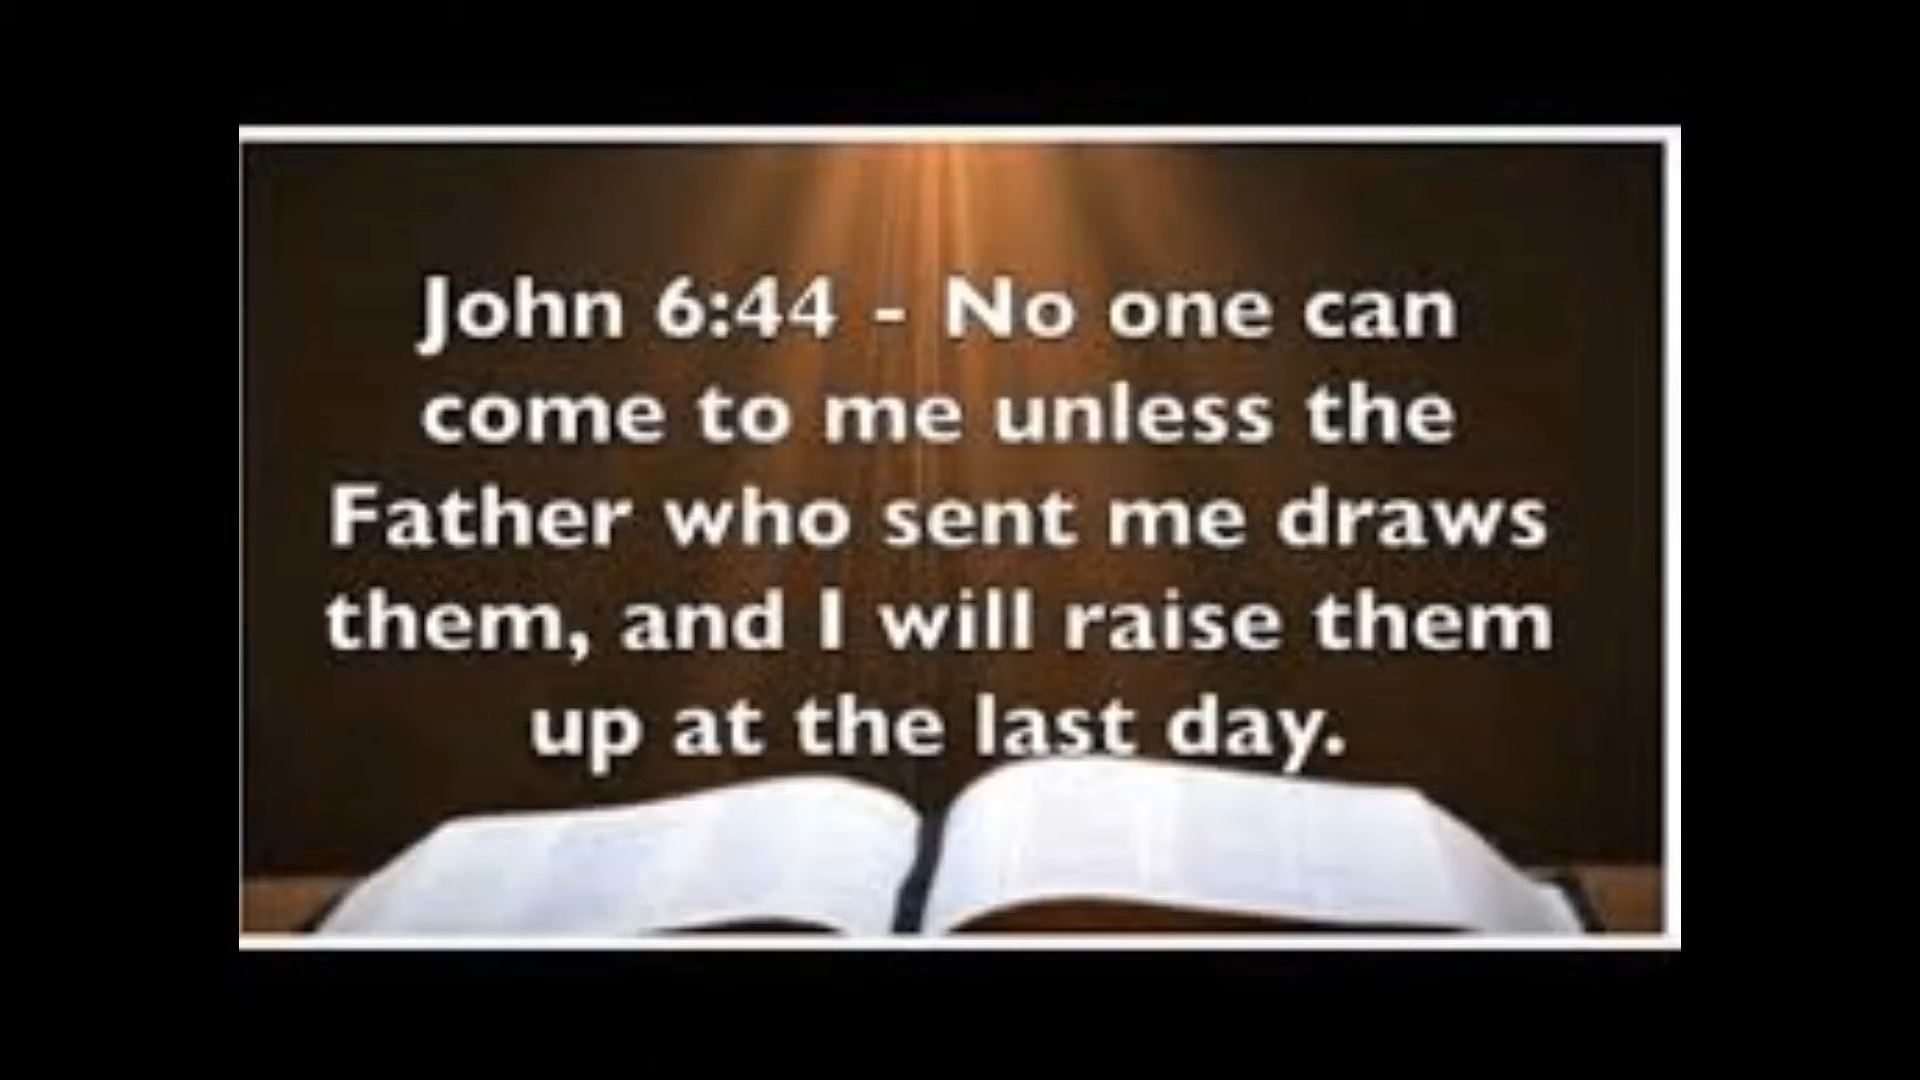 John 6:44 - No one can
come to me unless the
Father who sent me draws
them, and I will raise them
up at the last day.